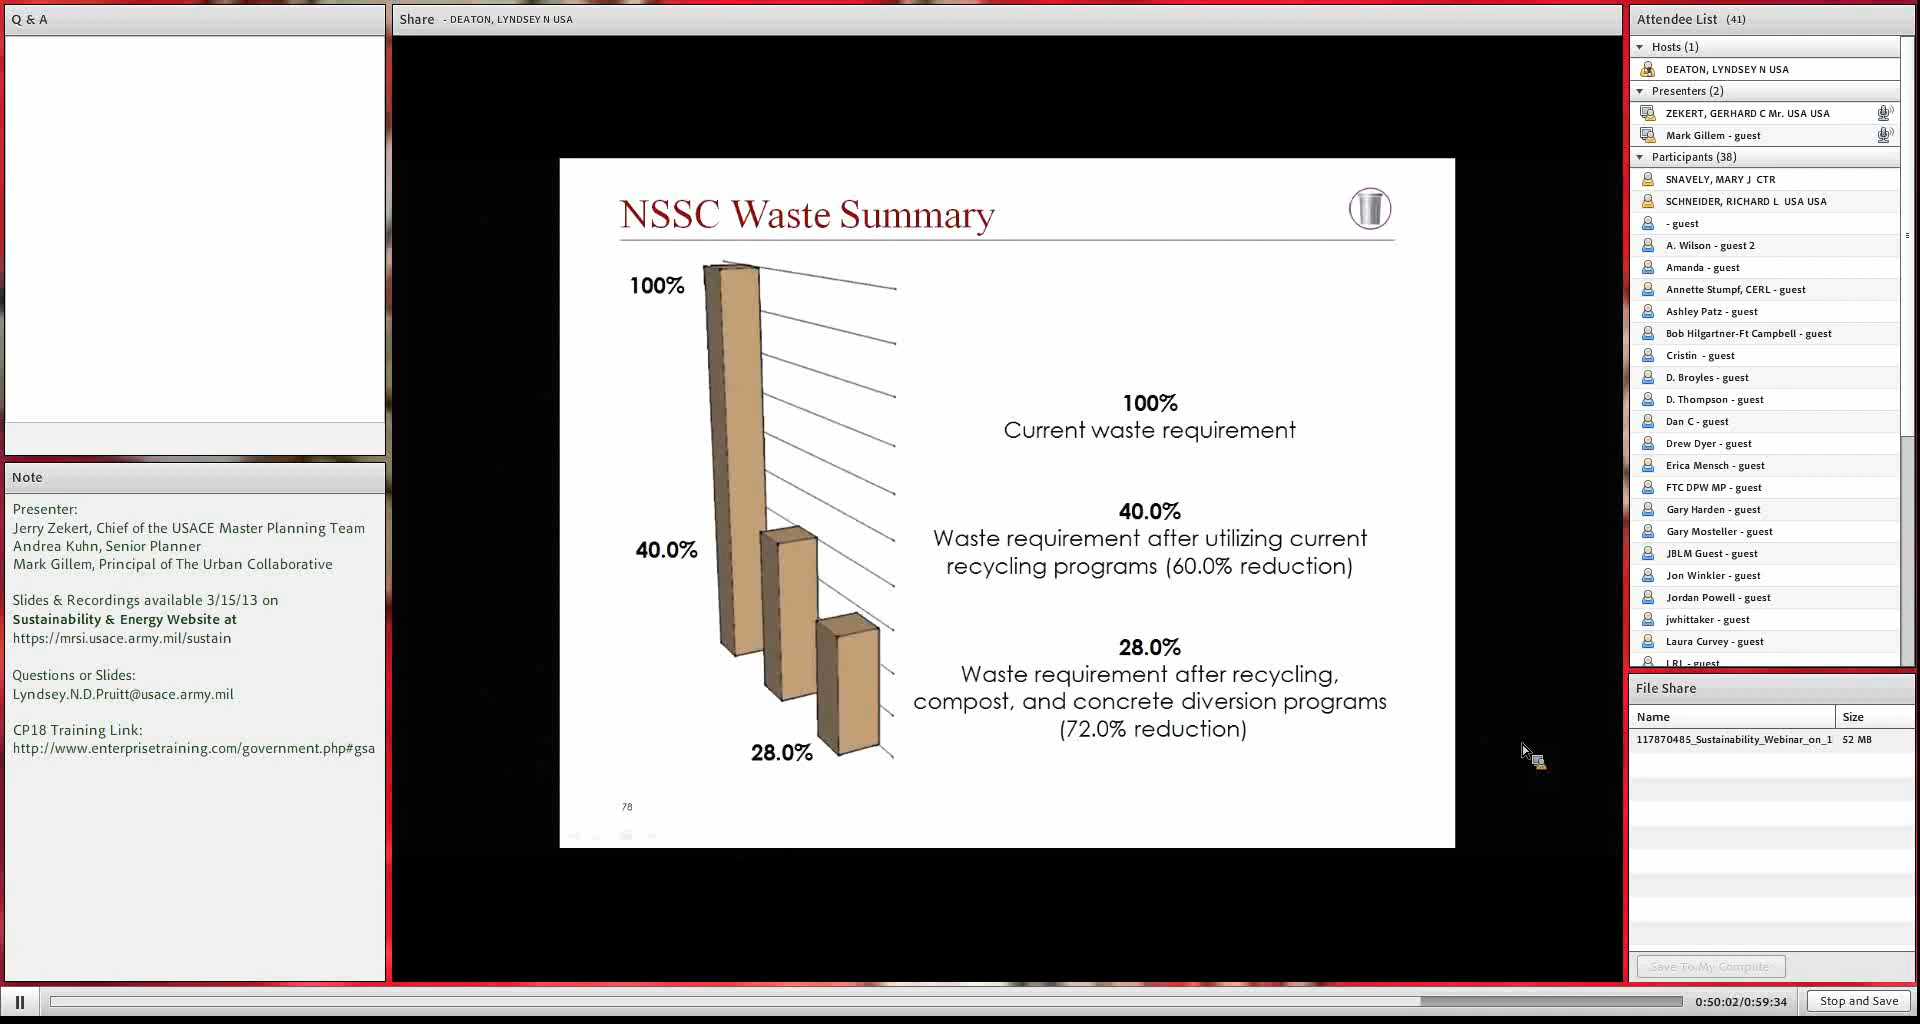 Q & A
Share - DEATON, LYNDSEY N USA
Attendee List (41)
Hosts (1)
DEATON, LYNDSEY N USA
Presenters (2)
ZEKERT, GERHARD C Mr. USA USA
Mark Gillem - guest
Participants (38)
SNAVELY, MARY J CTR
SCHNEIDER, RICHARD L USA USA
- guest
A. Wilson - guest 2
Amanda - guest
Annette Stumpf, CERL - guest
Ashley Patz - guest
Bob Hilgartner-Ft Campbell - guest
Cristin - guest
D. Broyles - guest
D. Thompson - guest
Dan C - guest
Drew Dyer - guest
Erica Mensch - guest
FTC DPW MP - guest
Gary Harden - guest
Gary Mosteller - guest
JBLM Guest - guest
Jon Winkler - guest
Jordan Powell - guest
jwhittaker - guest
Laura Curvey - guest
LRL - guest
NSSC Waste Summary
100%
40.0%
28.0%
100%
Current waste requirement
40.0%
Waste requirement after utilizing current
recycling programs (60.0% reduction)
28.0%
Waste requirement after recycling,
compost, and concrete diversion programs
(72.0% reduction)
78
Note
Presenter:
Jerry Zekert, Chief of the USACE Master Planning Team
Andrea Kuhn, Senior Planner
Mark Gillem, Principal of The Urban Collaborative
Slides & Recordings available 3/15/13 on
Sustainability & Energy Website at
https://mrsi.usace.army.mil/sustain
Questions or Slides:
Lyndsey.N.D.Pruitt@usace.army.mil
CP18 Training Link:
http://www.enterprisetraining.com/government.php#gsa
File Share
Name Size
117870485_Sustainability_Webinar_on_1 52 MB
Save To My Compute
0:50:02/0:59:34
Stop and Save